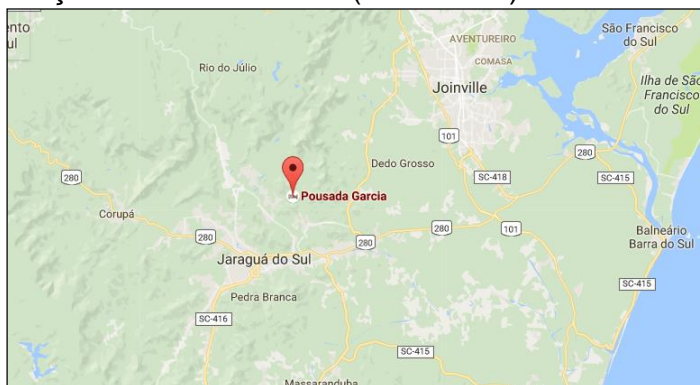 AVENTUREIRO
COMASA
São Francisco
do Sul
Rio do Júlio
Joinville
Ilha de São
Francisco
do Sul
101
280
280
Dedo Grosso
SC-418
SC-415
Pousada Garcia
Corupá
280
280
280
101
Balneário
Barra do Sul
Jaraguá do Sul
SC-415
Pedra Branca
SC-416
SC-415
Massaranduba